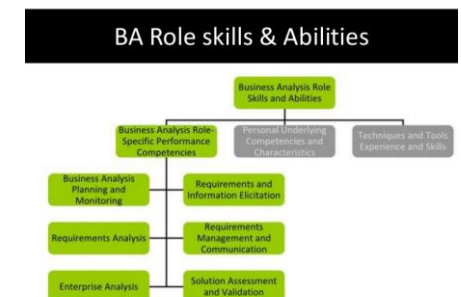 BA Role skills & Abilities
Business Analysis Role
Skills and Abilities
Business Analysis Role-
Specific Performance
Competencies
Personal Underlying
Competencies and
Characteristics
Techniques and Tools
Experience and Skills
Business Analysis
Planning and
Monitoring
Requirements and
Information Elicitation
Requirements Analysis
Requirements
Management and
Communication
Enterprise Analysis
Solution Assessment
and Validation